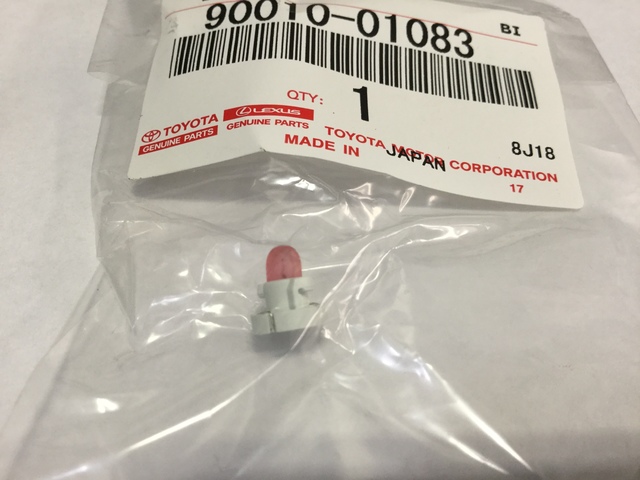 90010-01083
BI
QTY: 1
TOYOTA LEXUS
GENUINE PARTS GENUINE PARTS
TOYOTA MOTOR CORPORATION
MADE IN JAPAN
8J18
17